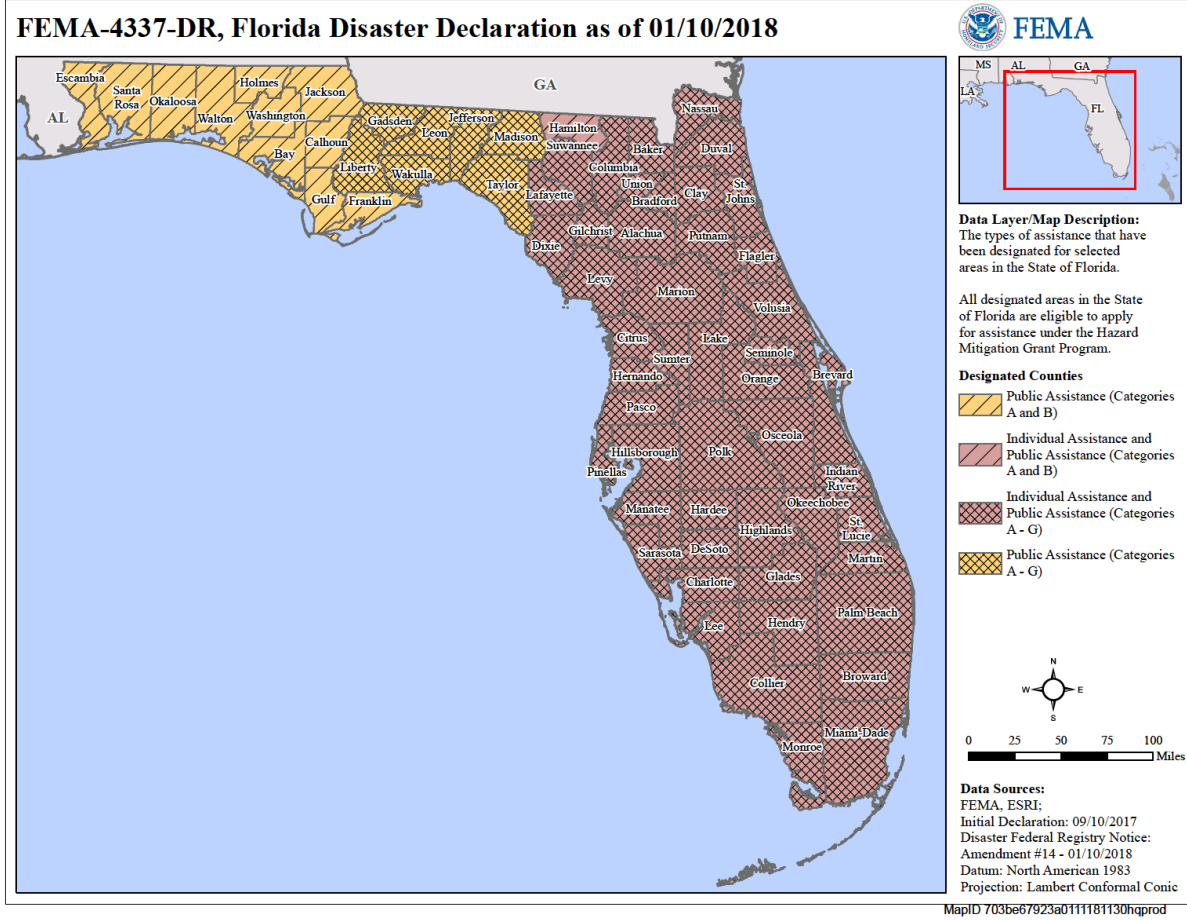 FEMA-4337-DR, Florida Disaster Declaration as of 01/10/2018
U.S. DEPARTMENT OF
HOMELAND SECURITY
FEMA
MS
AL
GA
LA
FL
AL
GA
Escambia
Santa
Rosa
Okaloosa
Walton
Holmes
Washington
Jackson
Bay
Calhoun
Gulf
Franklin
Gadsden
Liberty
Leon
Wakulla
Jefferson
Madison
Taylor
Hamilton
Suwannee
Lafayette
Columbia
Baker
Nassau
Duval
Union
Bradford
Clay
St.
Johns
Dixie
Gilchrist
Alachua
Putnam
Flagler
Levy
Marion
Volusia
Citrus
Sumter
Lake
Seminole
Hernando
Orange
Brevard
Pasco
Osceola
Hillsborough
Polk
Pinellas
Indian
River
Okeechobee
Manatee
Hardee
Highlands
St.
Lucie
Sarasota
DeSoto
Martin
Charlotte
Glades
Lee
Hendry
Palm Beach
Collier
Broward
Monroe
Miami-Dade
Data Layer/Map Description:
The types of assistance that have
been designated for selected
areas in the State of Florida.
All designated areas in the State
of Florida are eligible to apply
for assistance under the Hazard
Mitigation Grant Program.
Designated Counties
Public Assistance (Categories
A and B)
Individual Assistance and
Public Assistance (Categories
A and B)
Individual Assistance and
Public Assistance (Categories
A - G)
Public Assistance (Categories
A - G)
N
W E
S
0 25 50 75 100
Miles
Data Sources:
FEMA, ESRI;
Initial Declaration: 09/10/2017
Disaster Federal Registry Notice:
Amendment #14 - 01/10/2018
Datum: North American 1983
Projection: Lambert Conformal Conic
MapID 703be67923a0111181130hqprod